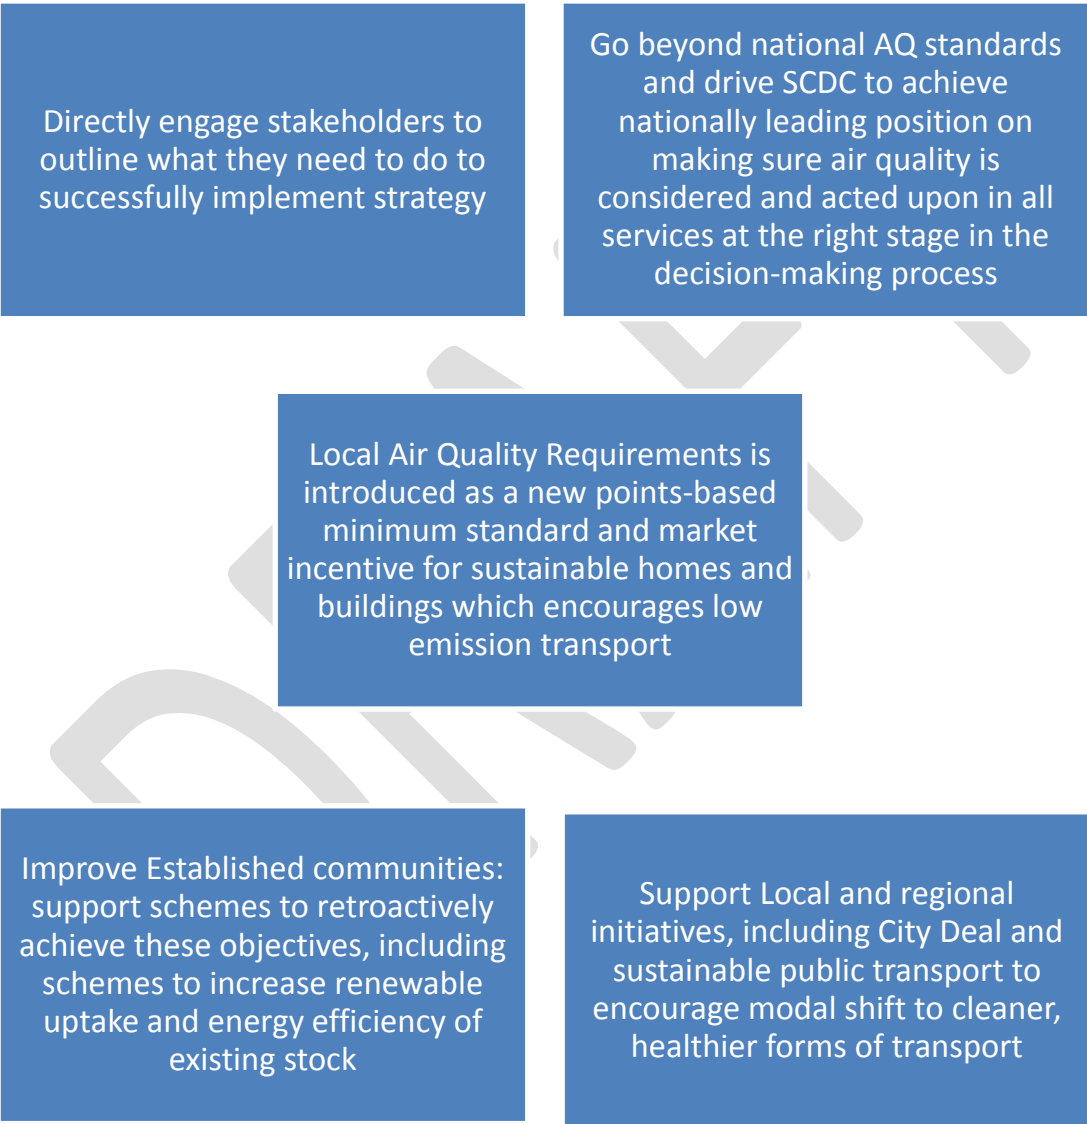 Directly engage stakeholders to
outline what they need to do to
successfully implement strategy
Go beyond national AQ standards
and drive SCDC to achieve
nationally leading position on
making sure air quality is
considered and acted upon in all
services at the right stage in the
decision-making process
Local Air Quality Requirements is
introduced as a new points-based
minimum standard and market
incentive for sustainable homes and
buildings which encourages low
emission transport
Improve Established communities:
support schemes to retroactively
achieve these objectives, including
schemes to increase renewable
uptake and energy efficiency of
existing stock
Support Local and regional
initiatives, including City Deal and
sustainable public transport to
encourage modal shift to cleaner,
healthier forms of transport